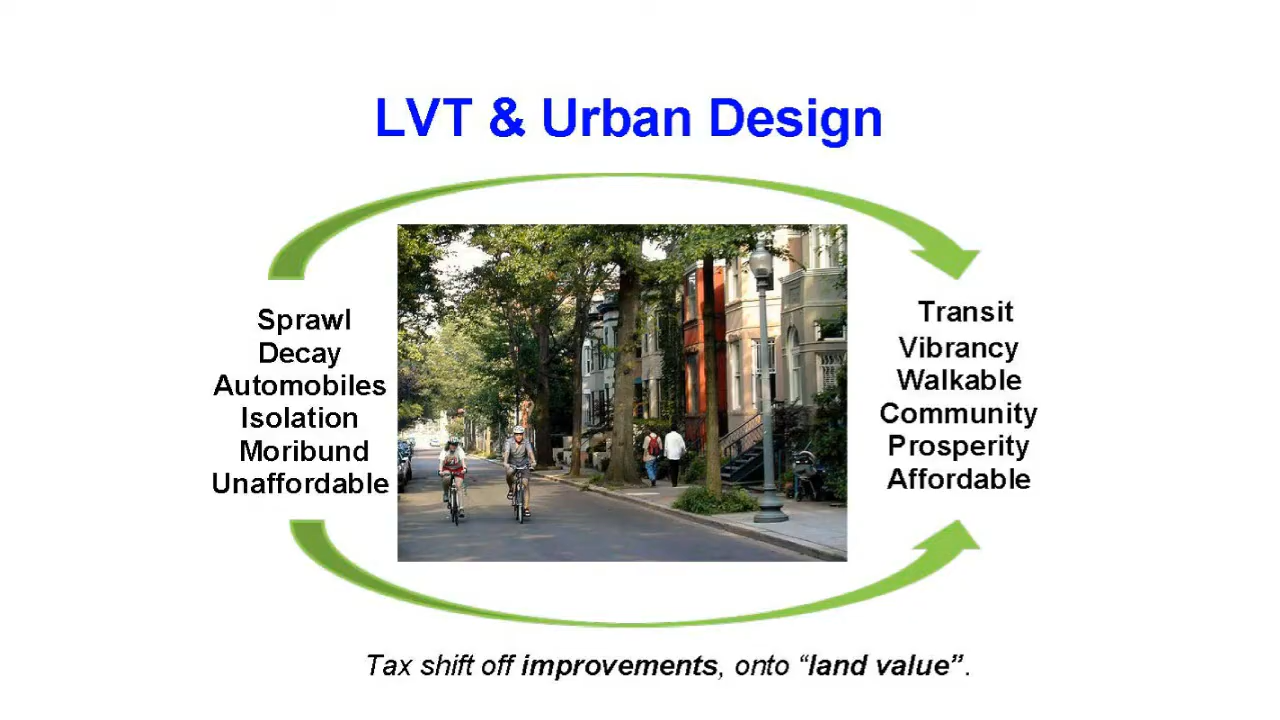 LVT & Urban Design
Sprawl
Decay
Automobiles
Isolation
Moribund
Unaffordable
Transit
Vibrancy
Walkable
Community
Prosperity
Affordable
Tax shift off improvements, onto “land value”.